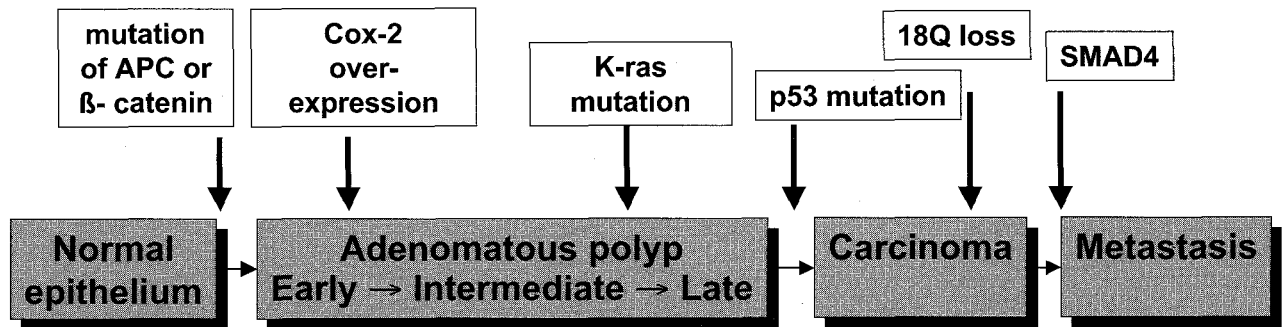 mutation
of APC or
ß- catenin
Cox-2
over-
expression
K-ras
mutation
p53 mutation
18Q loss
SMAD4
Normal
epithelium
Adenomatous polyp
Early → Intermediate → Late
Carcinoma
Metastasis